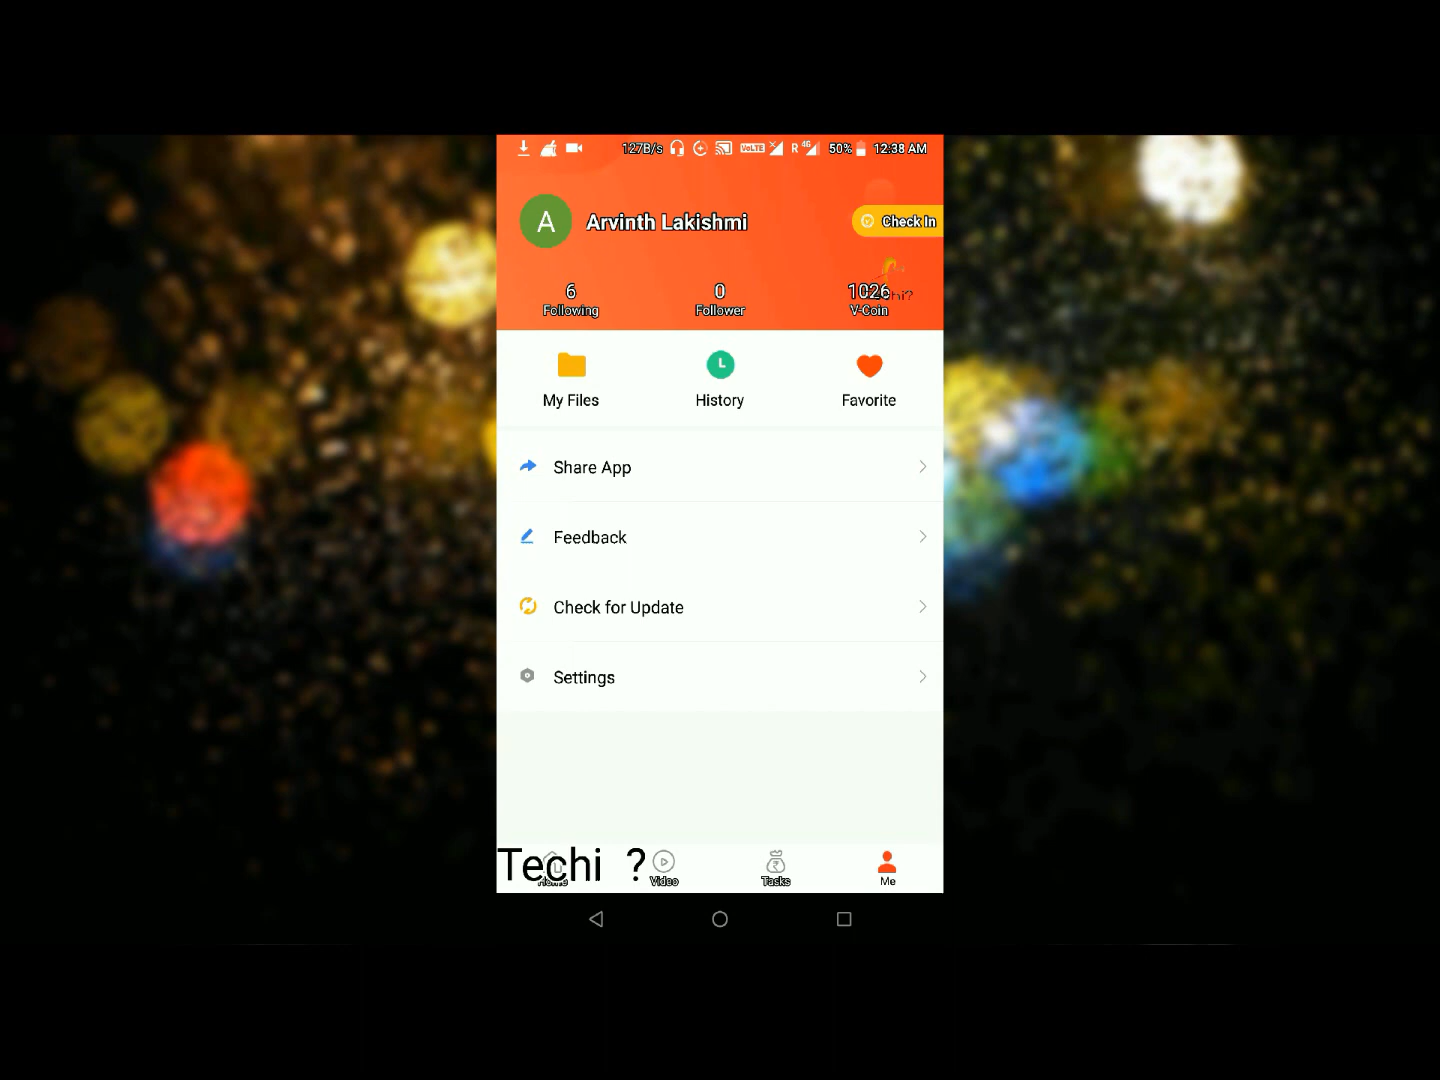 127B/s VoLTE R 4G 50% 12:38 AM
A Arvinth Lakishmi Check In
6 0 1026
Following Follower V-Coin
My Files History Favorite
Share App
Feedback
Check for Update
Settings
Techi ?
Home Video Tasks Me